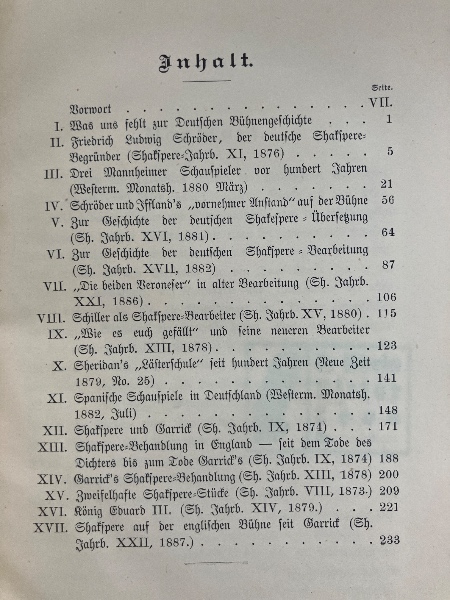 Inhalt.
Seite.
Vorwort . . . . . . . . . . . . . . . . VII.
I. Was uns fehlt zur Deutschen Bühnengeschichte . . . 1
II. Friedrich Ludwig Schröder, der deutsche Shakspere-
Begründer (Shakspere-Jahrb. XI, 1876) . . . . . 5
III. Drei Mannheimer Schauspieler vor hundert Jahren
(Westerm. Monatsh. 1880 März) . . . . . . . 21
IV. Schröder und Iffland's „vornehmer Anstand" auf der Bühne 56
V. Zur Geschichte der deutschen Shakespere-Übersetzung
(Sh. Jahrb. XVI, 1881) . . . . . . . . . . 64
VI. Zur Geschichte der deutschen Shakspere-Bearbeitung
(Sh. Jahrb. XVII, 1882) . . . . . . . . . . 87
VII. „Die beiden Veroneser" in alter Bearbeitung (Sh. Jahrb.
XXI, 1886) . . . . . . . . . . . . . . 106
VIII. Schiller als Shakspere-Bearbeiter (Sh. Jahrb. XV, 1880) . 115
IX. „Wie es euch gefällt" und seine neueren Bearbeiter
(Sh. Jahrb. XIII, 1878) . . . . . . . . . . 123
X. Sheridan's „Lästerschule" seit hundert Jahren (Neue Zeit
1879, No. 25) . . . . . . . . . . . . . 141
XI. Spanische Schauspiele in Deutschland (Westerm. Monatsh.
1882, Juli) . . . . . . . . . . . . . . 148
XII. Shakspere und Garrick (Sh. Jahrb. IX, 1874) . . . . 171
XIII. Shakspere-Behandlung in England — seit dem Tode des
Dichters bis zum Tode Garrick's (Sh. Jahrb. IX, 1874) 188
XIV. Garrick's Shakspere-Behandlung (Sh. Jahrb. XIII, 1878) 200
XV. Zweifelhafte Shakspere-Stücke (Sh. Jahrb. VIII, 1873.) 209
XVI. König Eduard III. (Sh. Jahrb. XIV, 1879.) . . . . 221
XVII. Shakspere auf der englischen Bühne seit Garrick (Sh.
Jahrb. XXII, 1887.) . . . . . . . . . . . 233